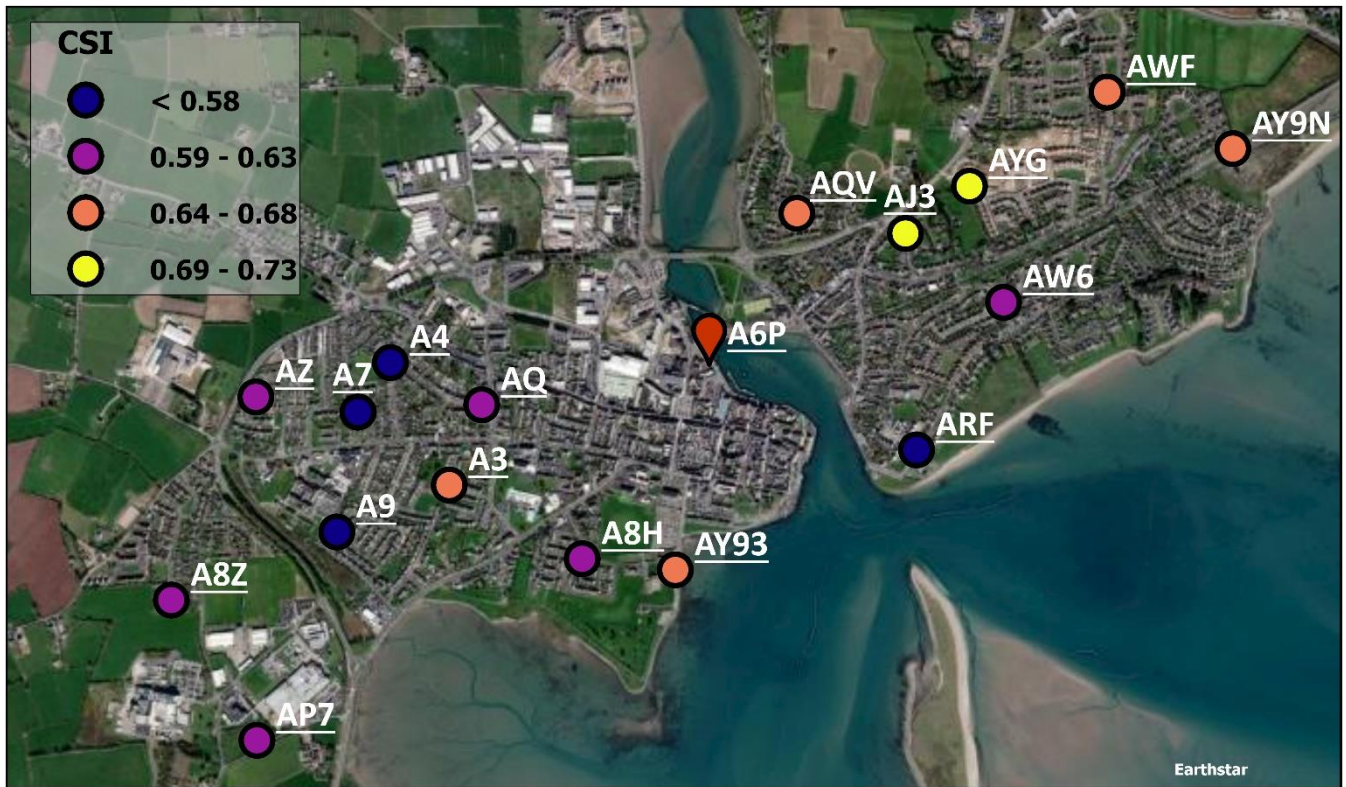 CSI
< 0.58
0.59 - 0.63
0.64 - 0.68
0.69 - 0.73
AWF
AY9N
AYG
AQV
AJ3
AW6
A6P
A4
AZ
A7
AQ
ARF
A3
A9
A8H
AY93
A8Z
AP7
Earthstar